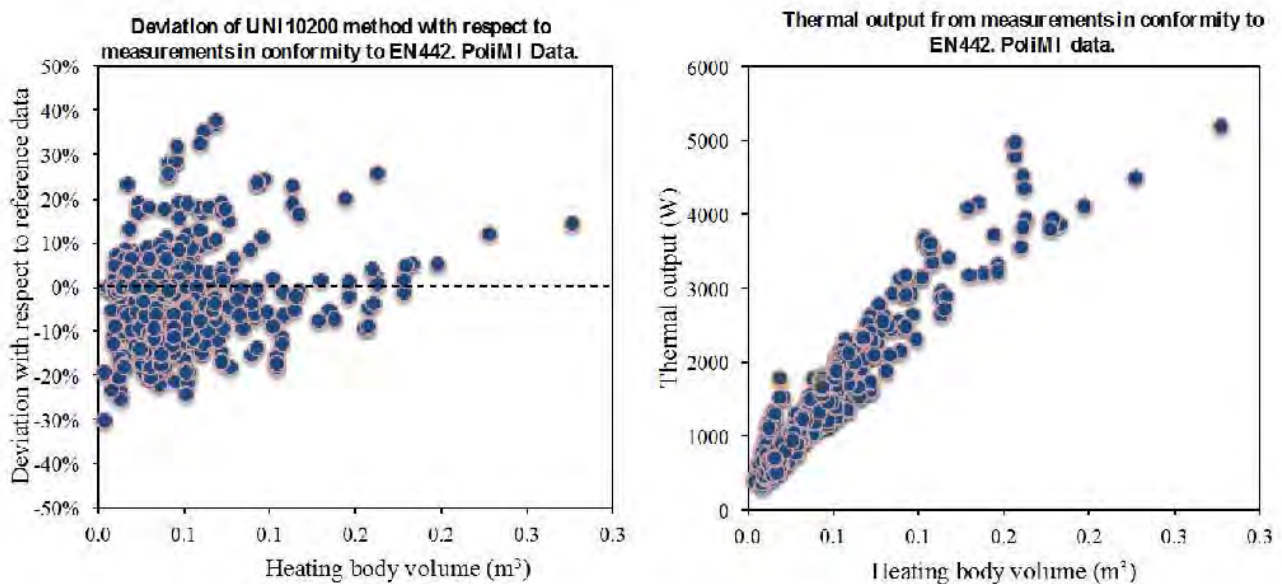 Deviation of UNI10200 method with respect to
measurements in conformity to EN442. PoliMI Data.
50%
40%
30%
20%
10%
0%
-10%
-20%
-30%
-40%
-50%
Deviation with respect to reference data
0.0 0.1 0.1 0.2 0.2 0.3 0.3
Heating body volume (m³)
Thermal output from measurements in conformity to
EN442. PoliMI data.
6000
5000
4000
3000
2000
1000
0
Thermal output (W)
0.0 0.1 0.1 0.2 0.2 0.3 0.3
Heating body volume (m³)